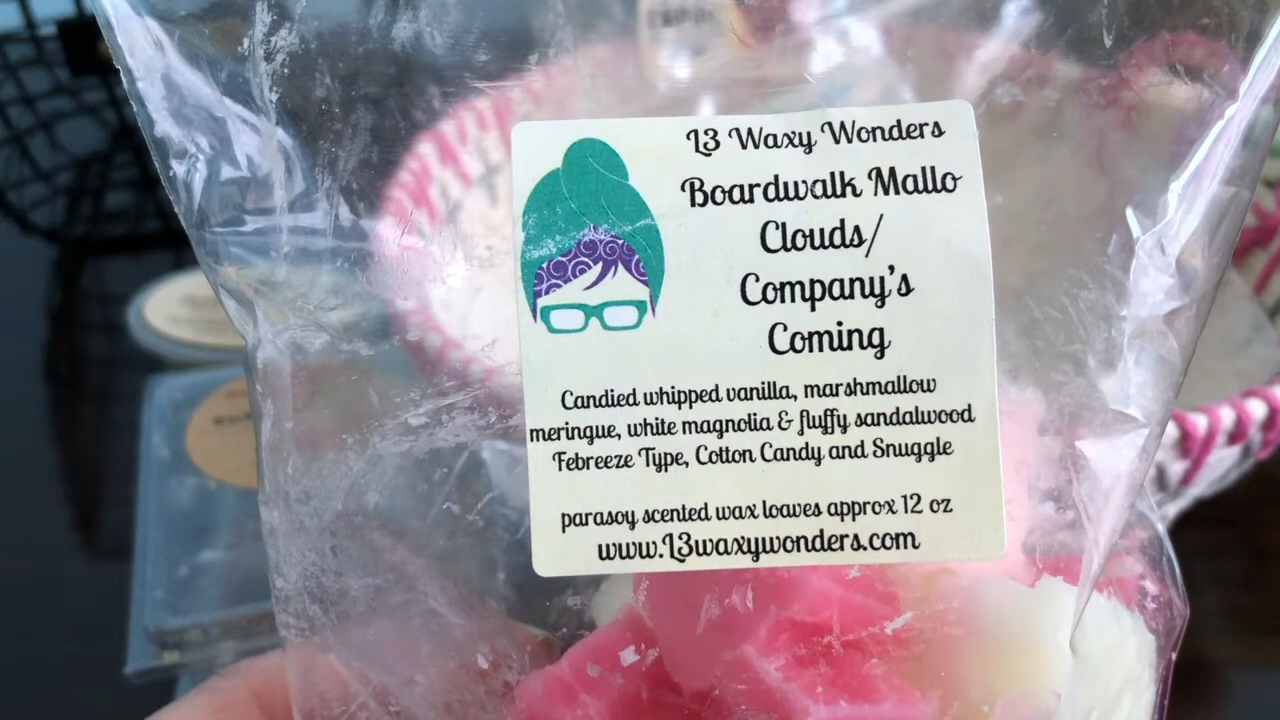 L3 Waxy Wonders
Boardwalk Mallo
Clouds/
Company's
Coming
Candied whipped vanilla, marshmallow
meringue, white magnolia & fluffy sandalwood
Febreeze Type, Cotton Candy and Snuggle
parasoy scented wax loaves approx 12 oz
www.L3waxywonders.com